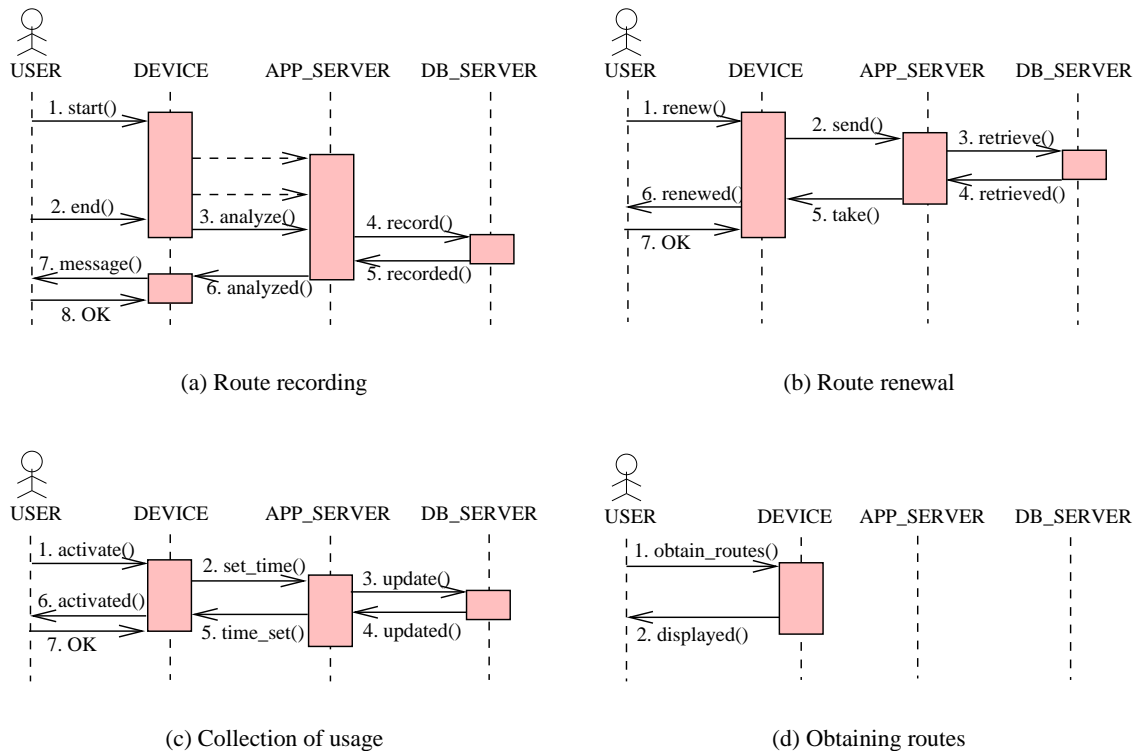 USER DEVICE APP_SERVER DB_SERVER
1. start()
2. end()
3. analyze()
4. record()
5. recorded()
6. analyzed()
7. message()
8. OK
(a) Route recording
USER DEVICE APP_SERVER DB_SERVER
1. renew()
2. send()
3. retrieve()
4. retrieved()
5. take()
6. renewed()
7. OK
(b) Route renewal
USER DEVICE APP_SERVER DB_SERVER
1. activate()
2. set_time()
3. update()
4. updated()
5. time_set()
6. activated()
7. OK
(c) Collection of usage
USER DEVICE APP_SERVER DB_SERVER
1. obtain_routes()
2. displayed()
(d) Obtaining routes